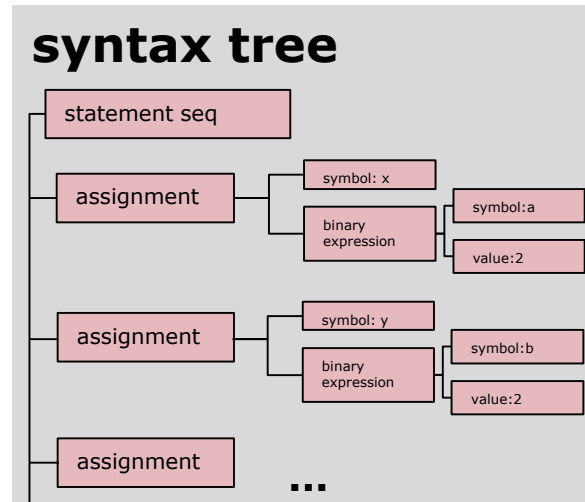 syntax tree
statement seq
assignment
symbol: x
binary
expression
symbol:a
value:2
assignment
symbol: y
binary
expression
symbol:b
value:2
assignment
...